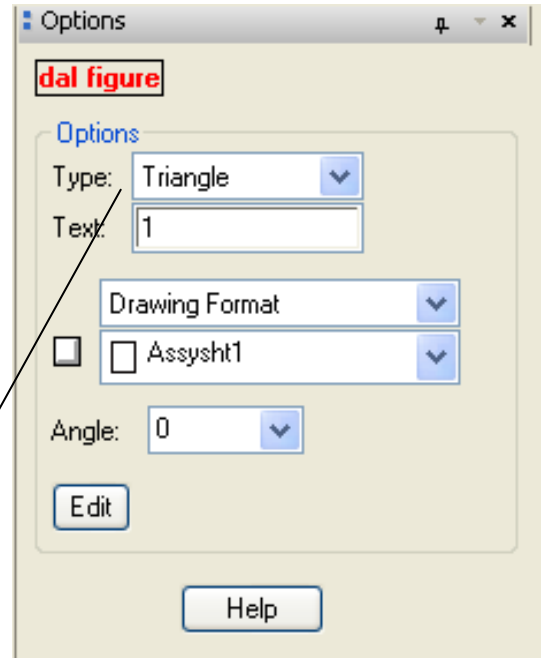 Options
dal figure
Options
Type: Triangle
Text: 1
Drawing Format
Assysht1
Angle: 0
Edit
Help